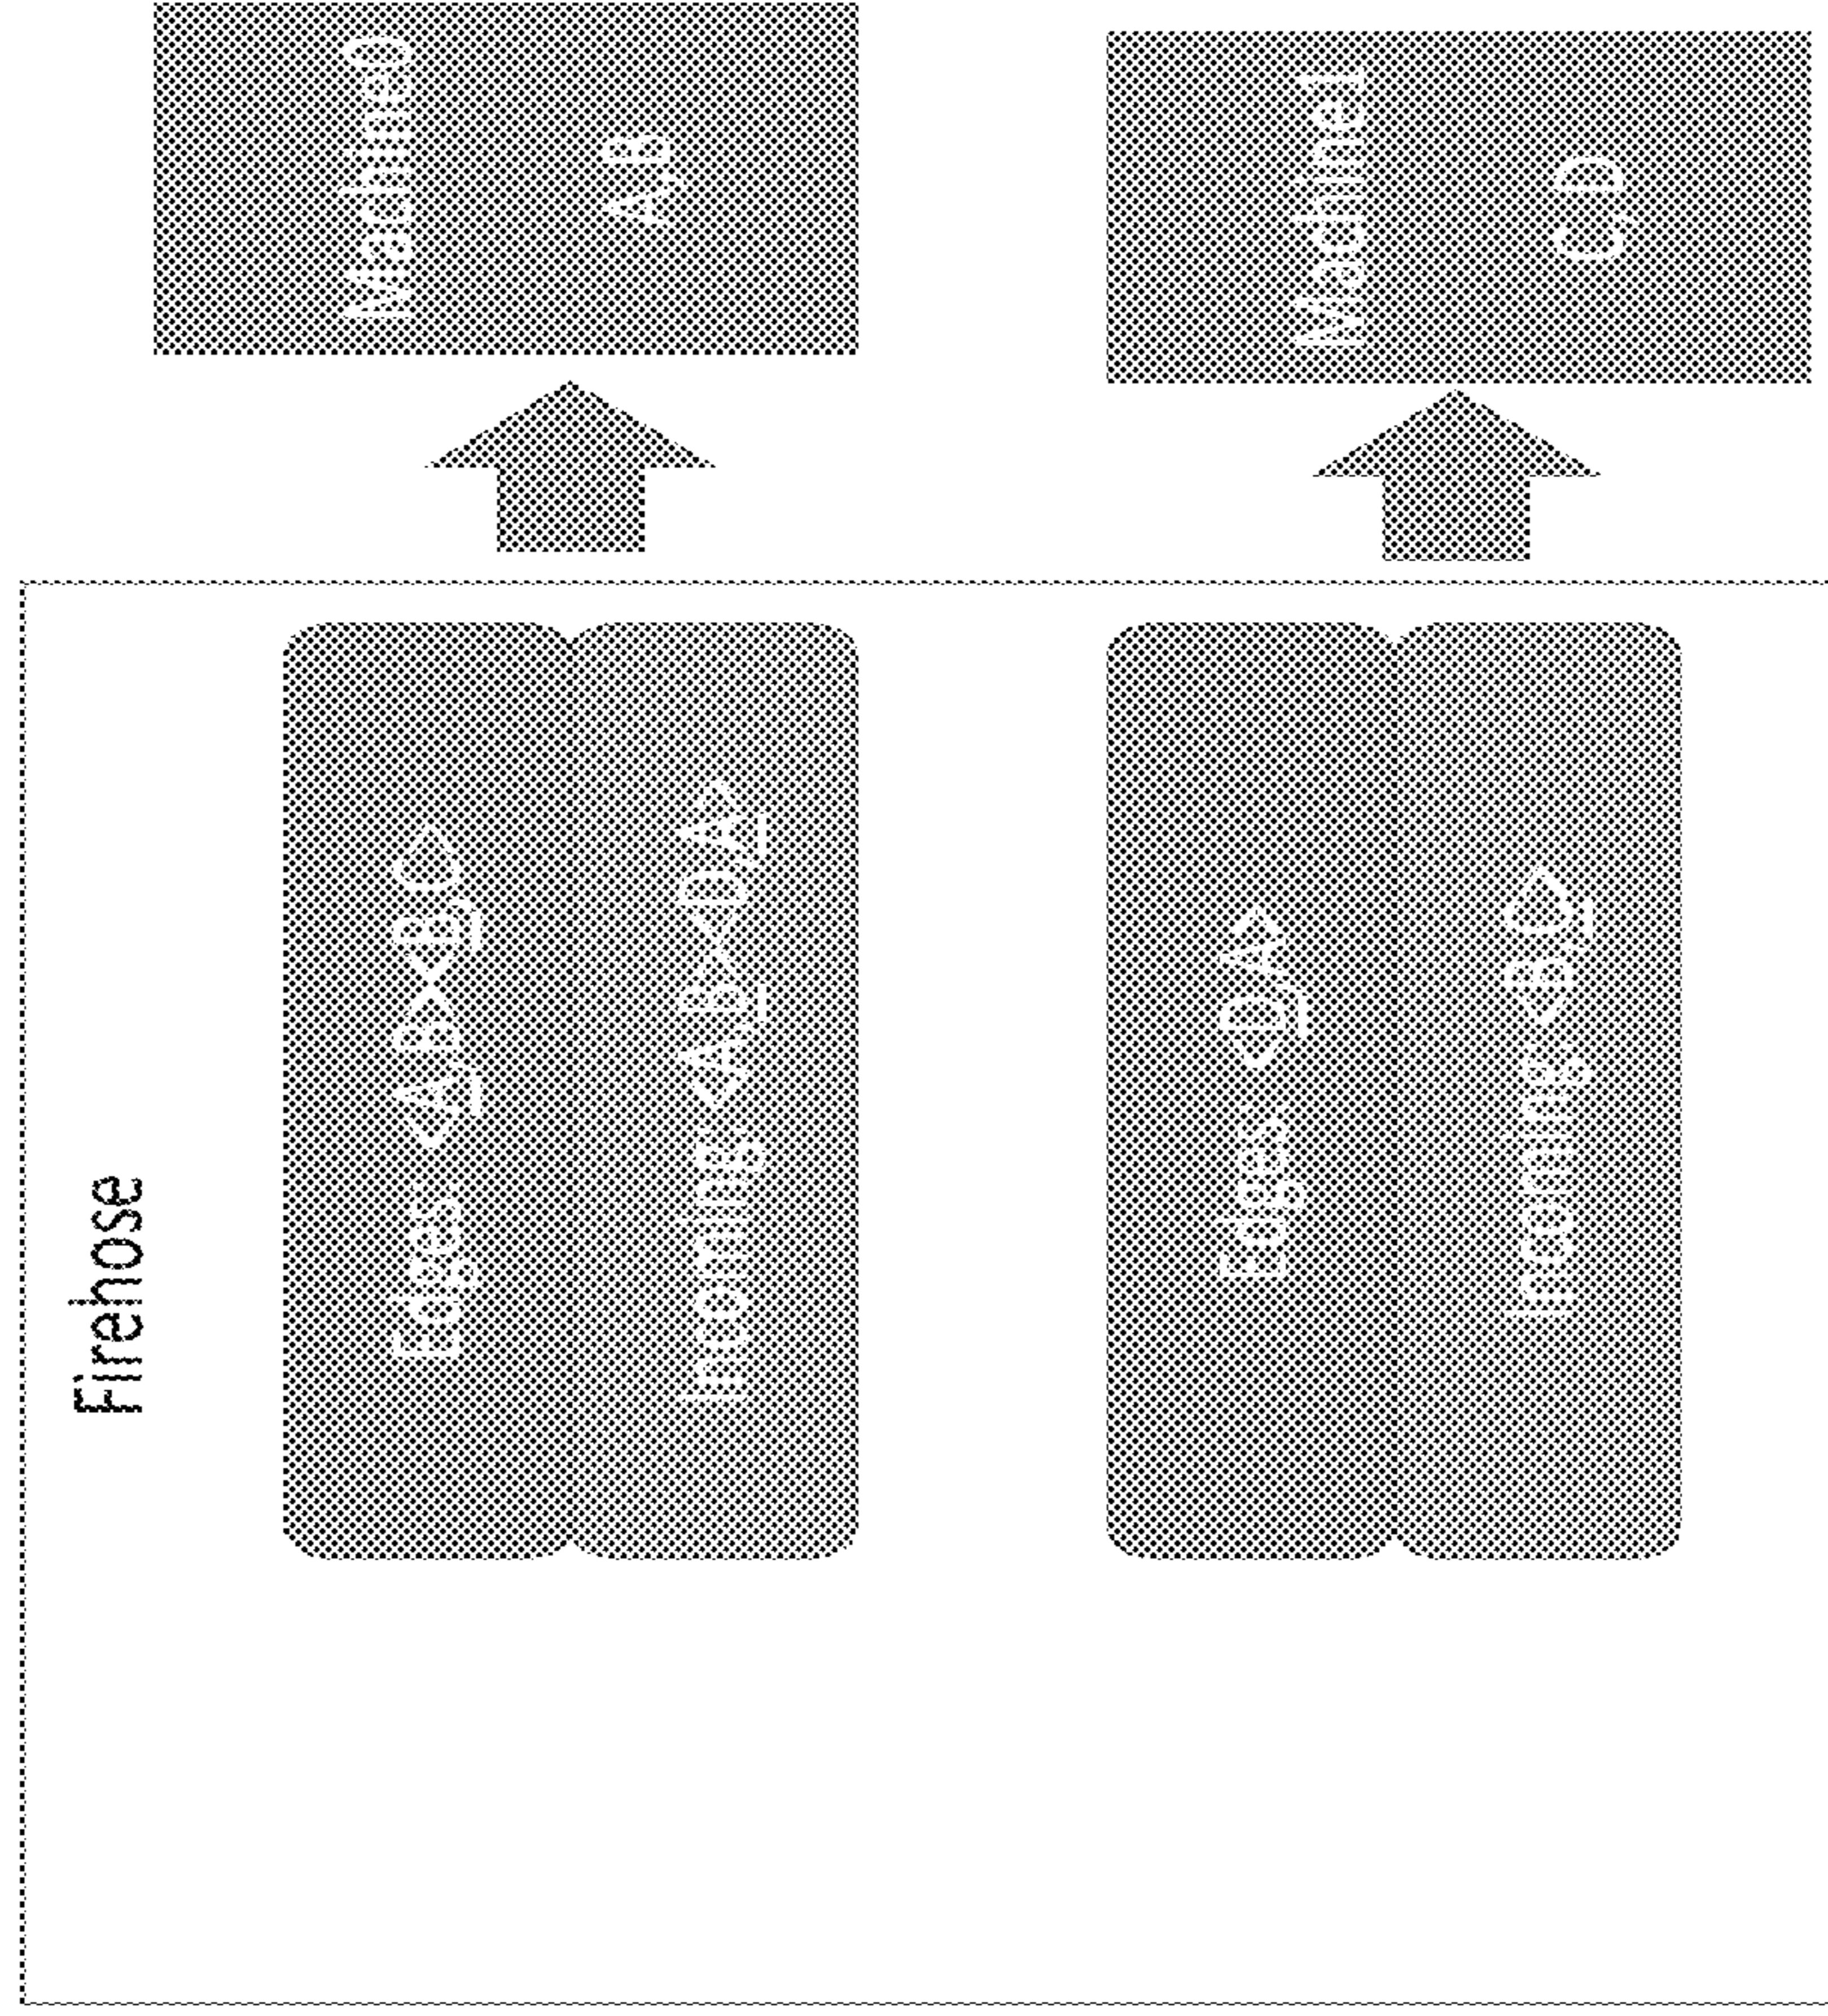 Firehose
Edges: <A,B><B,C>
Incoming <A,B><D,A>
Machine0
A,B
Edges: <D,A>
Incoming <B,C>
Machine1
C,D